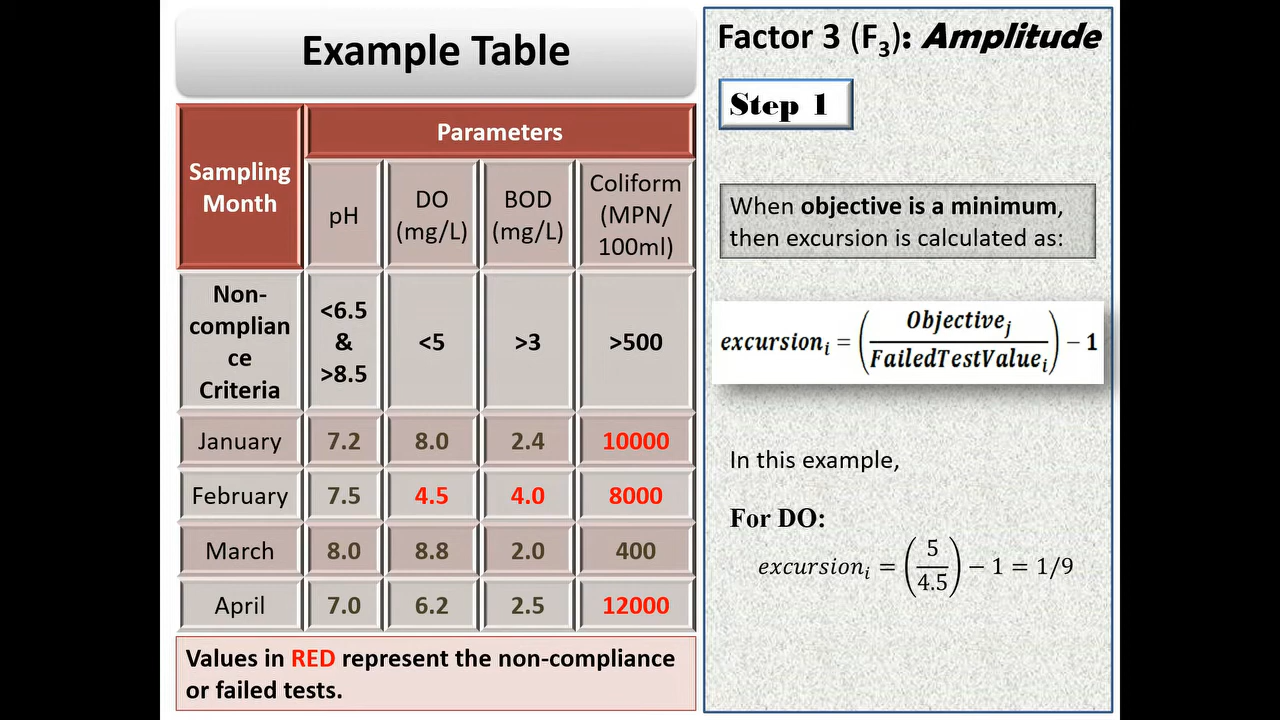 Example Table
Sampling Month
Parameters
pH
DO (mg/L)
BOD (mg/L)
Coliform (MPN/ 100ml)
Non-
complian
ce
Criteria
<6.5
&
>8.5
<5
>3
>500
January 7.2 8.0 2.4 10000
February 7.5 4.5 4.0 8000
March 8.0 8.8 2.0 400
April 7.0 6.2 2.5 12000
Values in RED represent the non-compliance
or failed tests.
Factor 3 (F₃): Amplitude
Step 1
When objective is a minimum,
then excursion is calculated as:
excursionᵢ = (Objectiveⱼ / FailedTestValueᵢ) − 1
In this example,
For DO:
excursionᵢ = (5 / 4.5) − 1 = 1/9